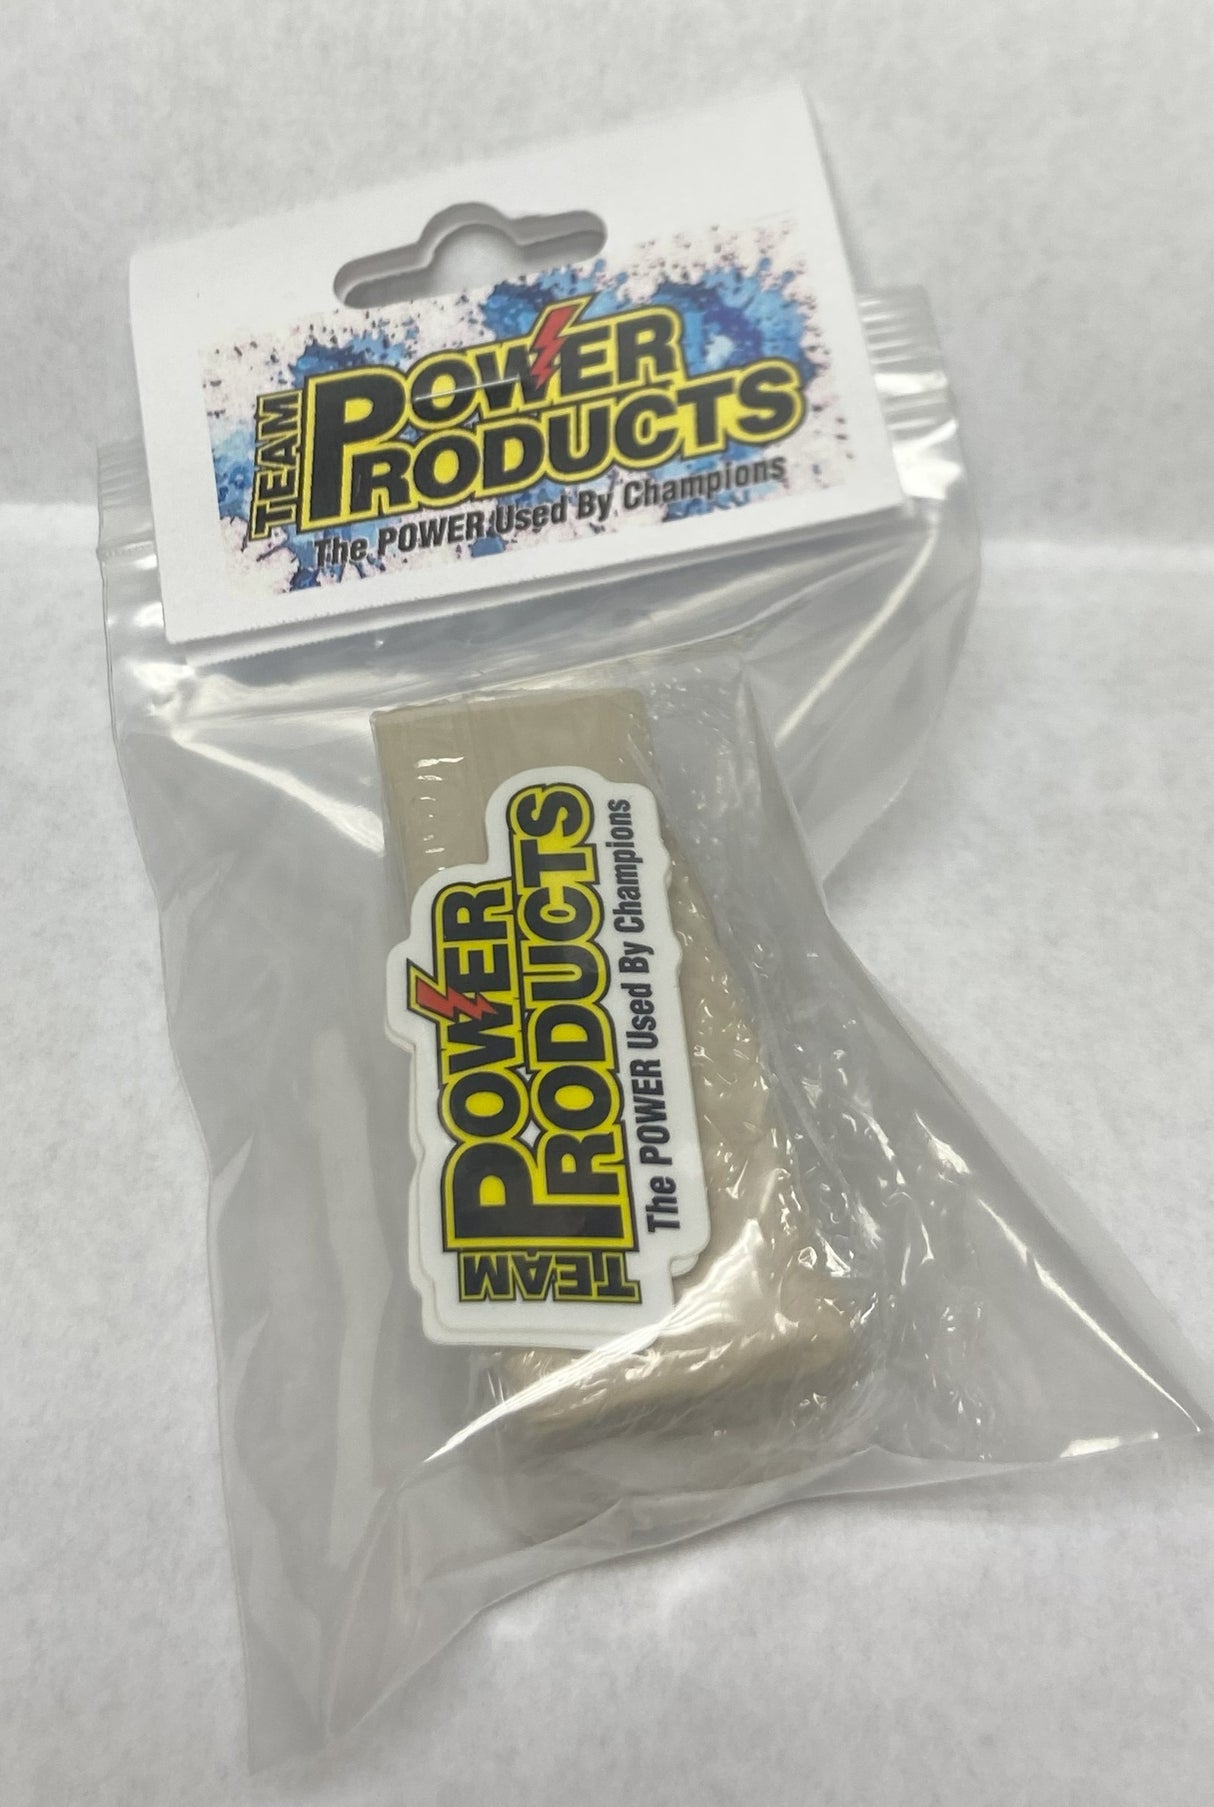 TEAM
POWER
PRODUCTS
The POWER Used By Champions
TEAM
POWER
PRODUCTS
The POWER Used By Champions